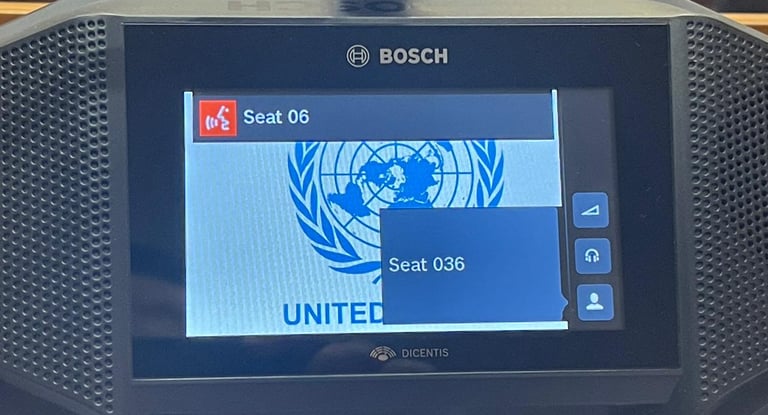 BOSCH
Seat 06
Seat 036
UNITED
DICENTIS